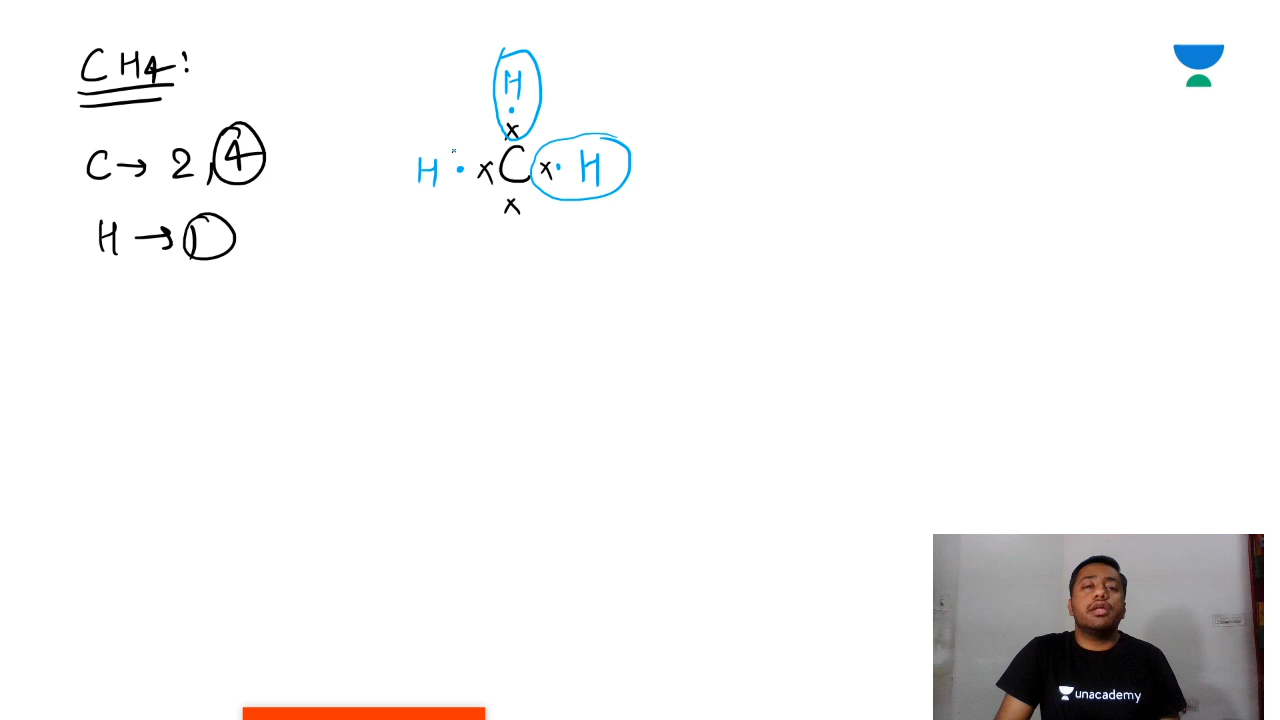 CH4:
C → 2,4
H → 1
H
H • x C x • H
x
x
unacademy